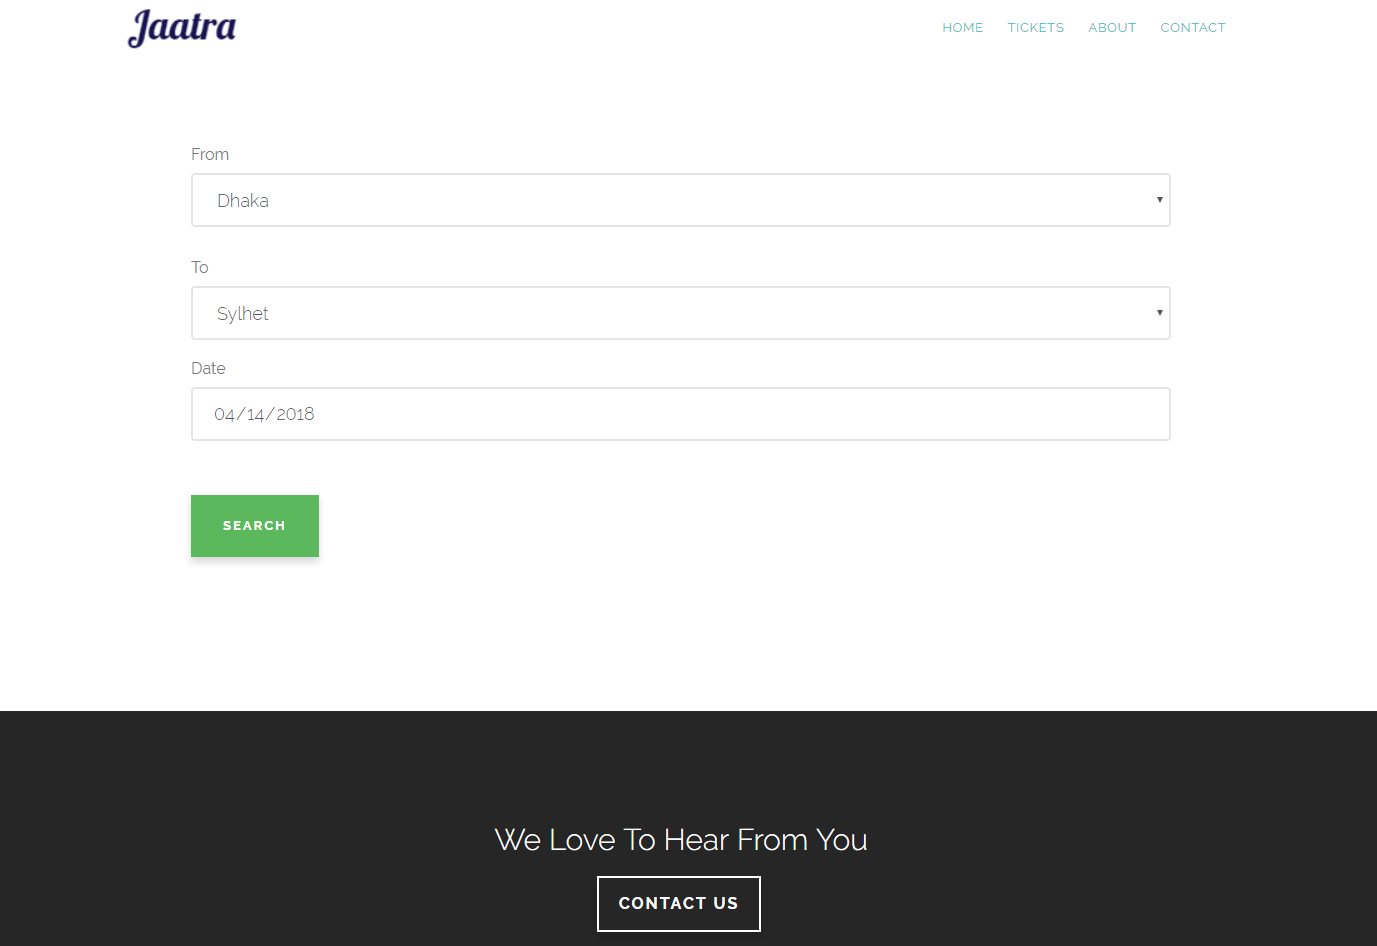 Jaatra
HOME TICKETS ABOUT CONTACT
From
Dhaka
To
Sylhet
Date
04/14/2018
SEARCH
We Love To Hear From You
CONTACT US